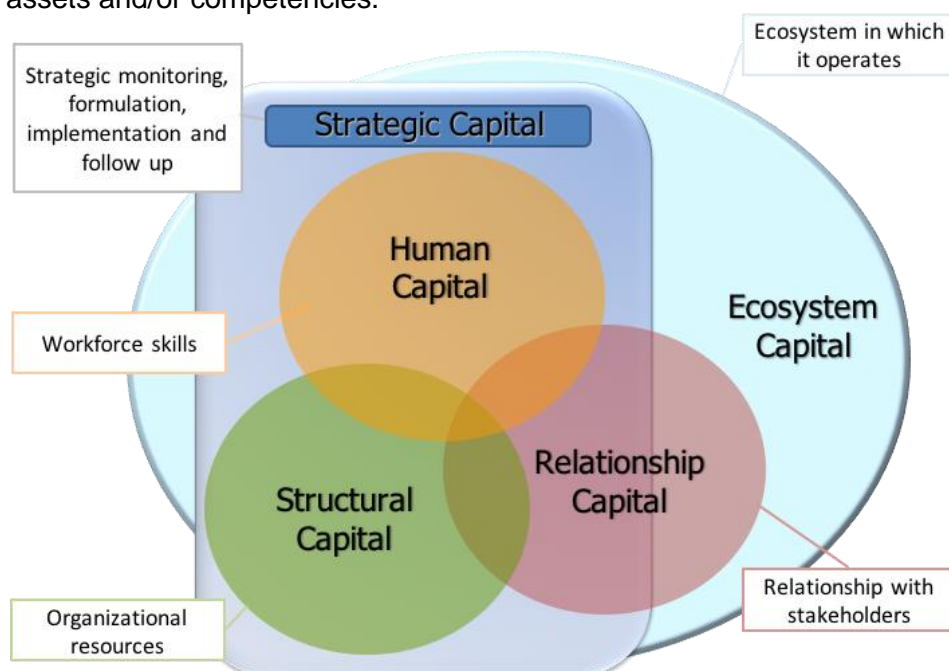 assets and/or competencies.
Ecosystem in which
it operates
Strategic monitoring,
formulation,
implementation and
follow up
Strategic Capital
Human
Capital
Ecosystem
Capital
Workforce skills
Relationship
Capital
Structural
Capital
Relationship with
stakeholders
Organizational
resources